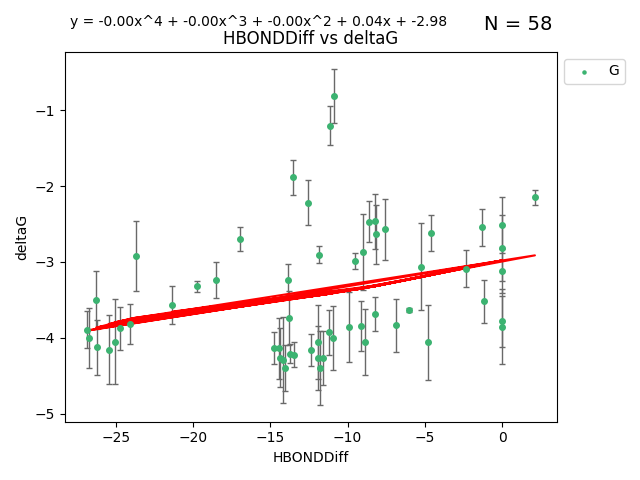 y = -0.00x^4 + -0.00x^3 + -0.00x^2 + 0.04x + -2.98
N = 58
HBONDDiff vs deltaG
G
deltaG
−1
−2
−3
−4
−5
−25
−20
−15
−10
−5
0
HBONDDiff